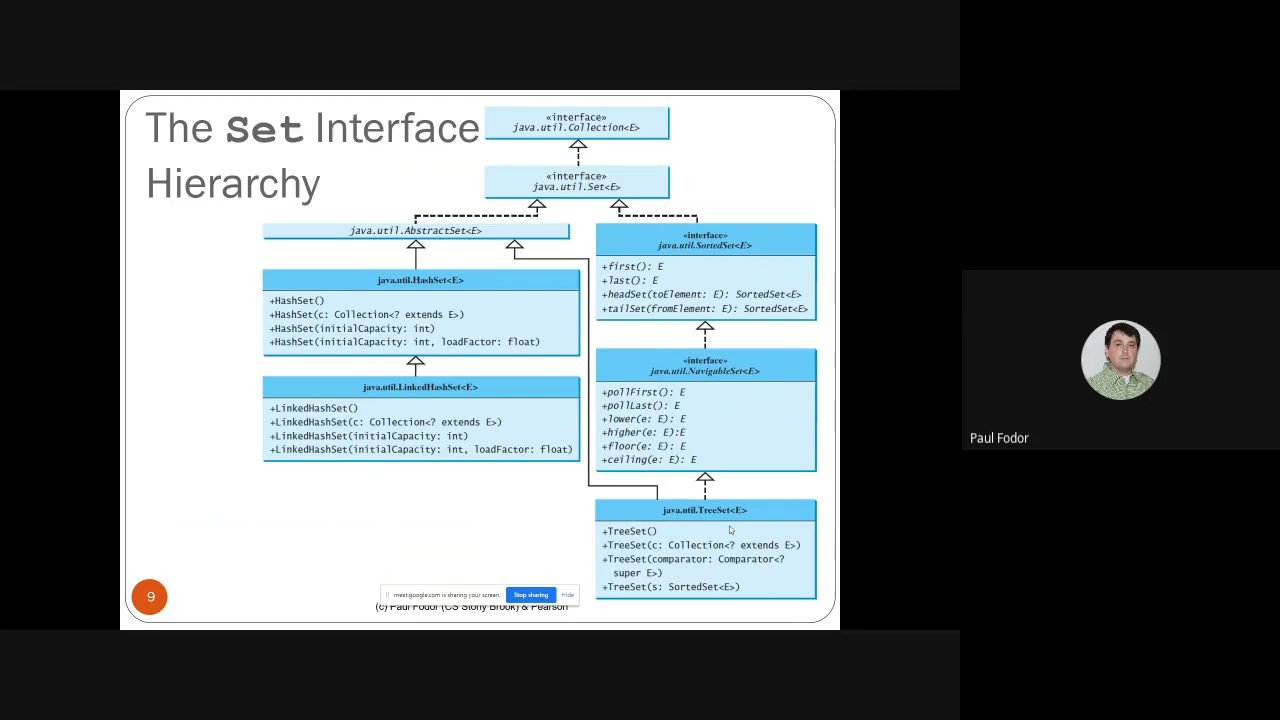 The Set Interface
Hierarchy
«interface»
java.util.Collection<E>
«interface»
java.util.Set<E>
java.util.AbstractSet<E>
java.util.HashSet<E>
+HashSet()
+HashSet(c: Collection<? extends E>)
+HashSet(initialCapacity: int)
+HashSet(initialCapacity: int, loadFactor: float)
java.util.LinkedHashSet<E>
+LinkedHashSet()
+LinkedHashSet(c: Collection<? extends E>)
+LinkedHashSet(initialCapacity: int)
+LinkedHashSet(initialCapacity: int, loadFactor: float)
«interface»
java.util.SortedSet<E>
+first(): E
+last(): E
+headSet(toElement: E): SortedSet<E>
+tailSet(fromElement: E): SortedSet<E>
«interface»
java.util.NavigableSet<E>
+pollFirst(): E
+pollLast(): E
+lower(e: E): E
+higher(e: E):E
+floor(e: E): E
+ceiling(e: E): E
java.util.TreeSet<E>
+TreeSet()
+TreeSet(c: Collection<? extends E>)
+TreeSet(comparator: Comparator<?
super E>)
+TreeSet(s: SortedSet<E>)
9
meet.google.com is sharing your screen.
Stop sharing
Hide
(c) Paul Fodor (CS Stony Brook) & Pearson
Paul Fodor